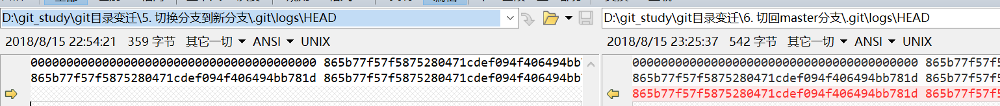 D:\git_study\git目录变迁\5. 切换分支到新分支\.git\logs\HEAD
D:\git_study\git目录变迁\6. 切回master分支\.git\logs\HEAD
2018/8/15 22:54:21 359 字节 其它一切 ANSI UNIX
2018/8/15 23:25:37 542 字节 其它一切 ANSI UNIX
0000000000000000000000000000000000000000 865b77f57f5875280471cdef094f406494bb7
865b77f57f5875280471cdef094f406494bb781d 865b77f57f5875280471cdef094f406494bb7
0000000000000000000000000000000000000000 865b77f57f5
865b77f57f5875280471cdef094f406494bb781d 865b77f57f5
865b77f57f5875280471cdef094f406494bb781d 865b77f57f5